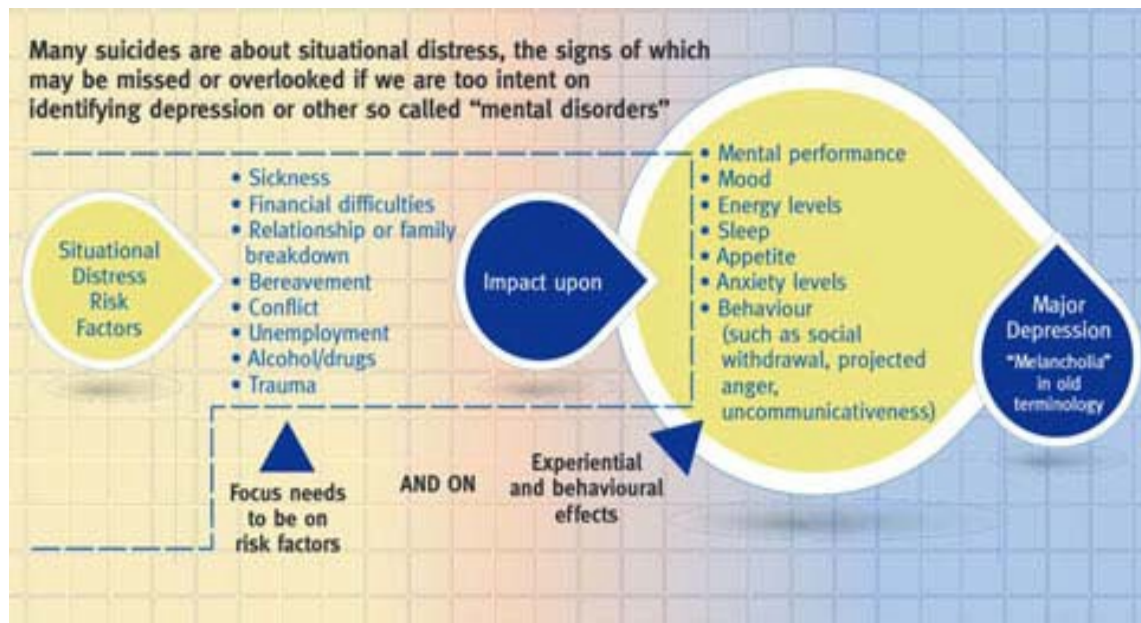 Many suicides are about situational distress, the signs of which
may be missed or overlooked if we are too intent on
identifying depression or other so called “mental disorders”
Situational
Distress
Risk
Factors
• Sickness
• Financial difficulties
• Relationship or family
breakdown
• Bereavement
• Conflict
• Unemployment
• Alcohol/drugs
• Trauma
Impact upon
• Mental performance
• Mood
• Energy levels
• Sleep
• Appetite
• Anxiety levels
• Behaviour
(such as social
withdrawal, projected
anger,
uncommunicativeness)
Major
Depression
“Melancholia”
in old
terminology
Focus needs
to be on
risk factors
AND ON
Experiential
and behavioural
effects